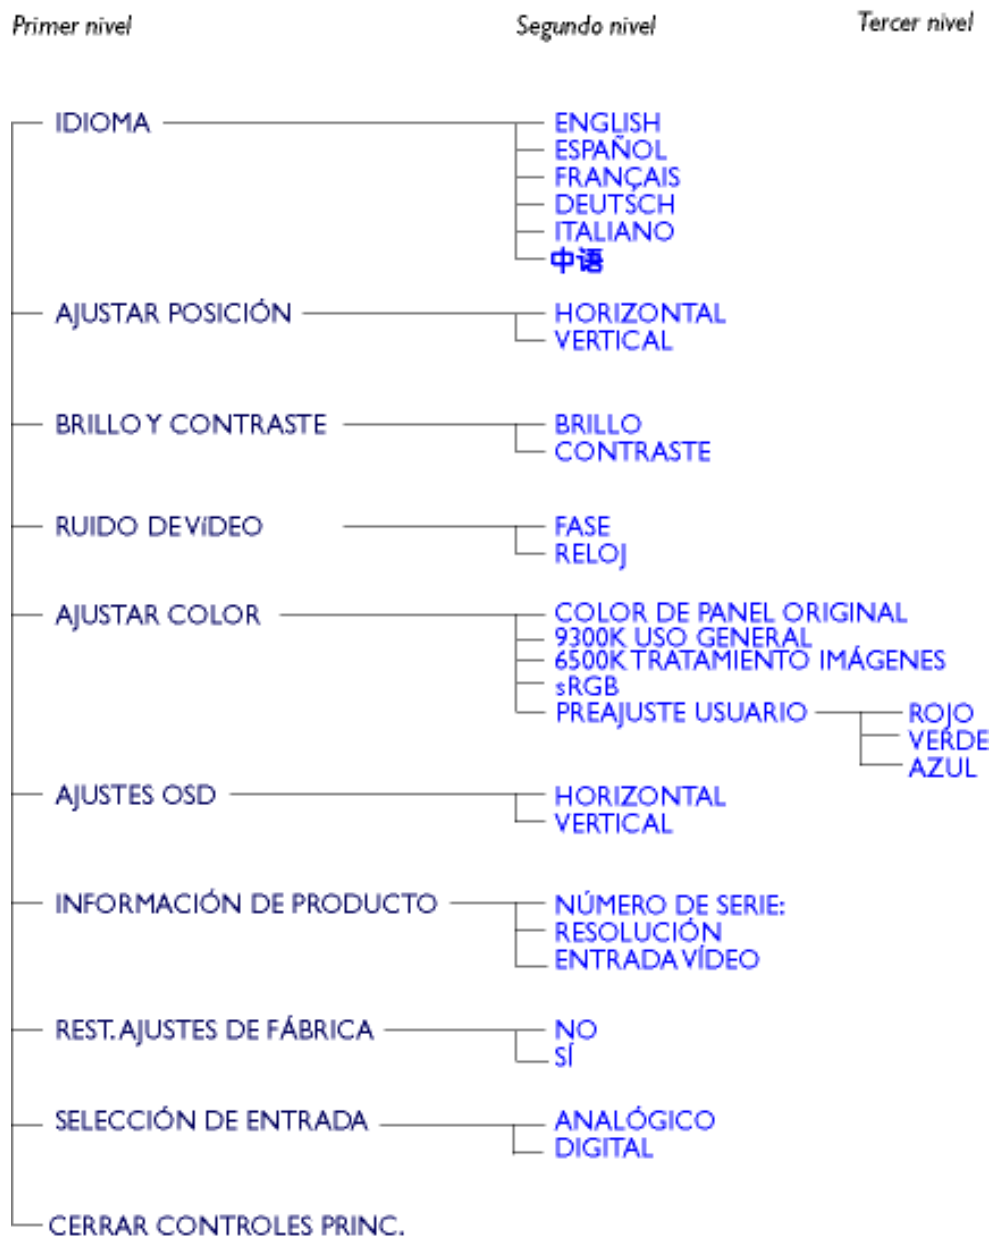 Primer nivel Segundo nivel Tercer nivel
IDIOMA ENGLISH
ESPAÑOL
FRANÇAIS
DEUTSCH
ITALIANO
中语
AJUSTAR POSICIÓN HORIZONTAL
VERTICAL
BRILLO Y CONTRASTE BRILLO
CONTRASTE
RUIDO DE VíDEO FASE
RELOJ
AJUSTAR COLOR COLOR DE PANEL ORIGINAL
9300K USO GENERAL
6500K TRATAMIENTO IMÁGENES
sRGB
PREAJUSTE USUARIO ROJO
VERDE
AZUL
AJUSTES OSD HORIZONTAL
VERTICAL
INFORMACIÓN DE PRODUCTO NÚMERO DE SERIE:
RESOLUCIÓN
ENTRADA VÍDEO
REST. AJUSTES DE FÁBRICA NO
SÍ
SELECCIÓN DE ENTRADA ANALÓGICO
DIGITAL
CERRAR CONTROLES PRINC.